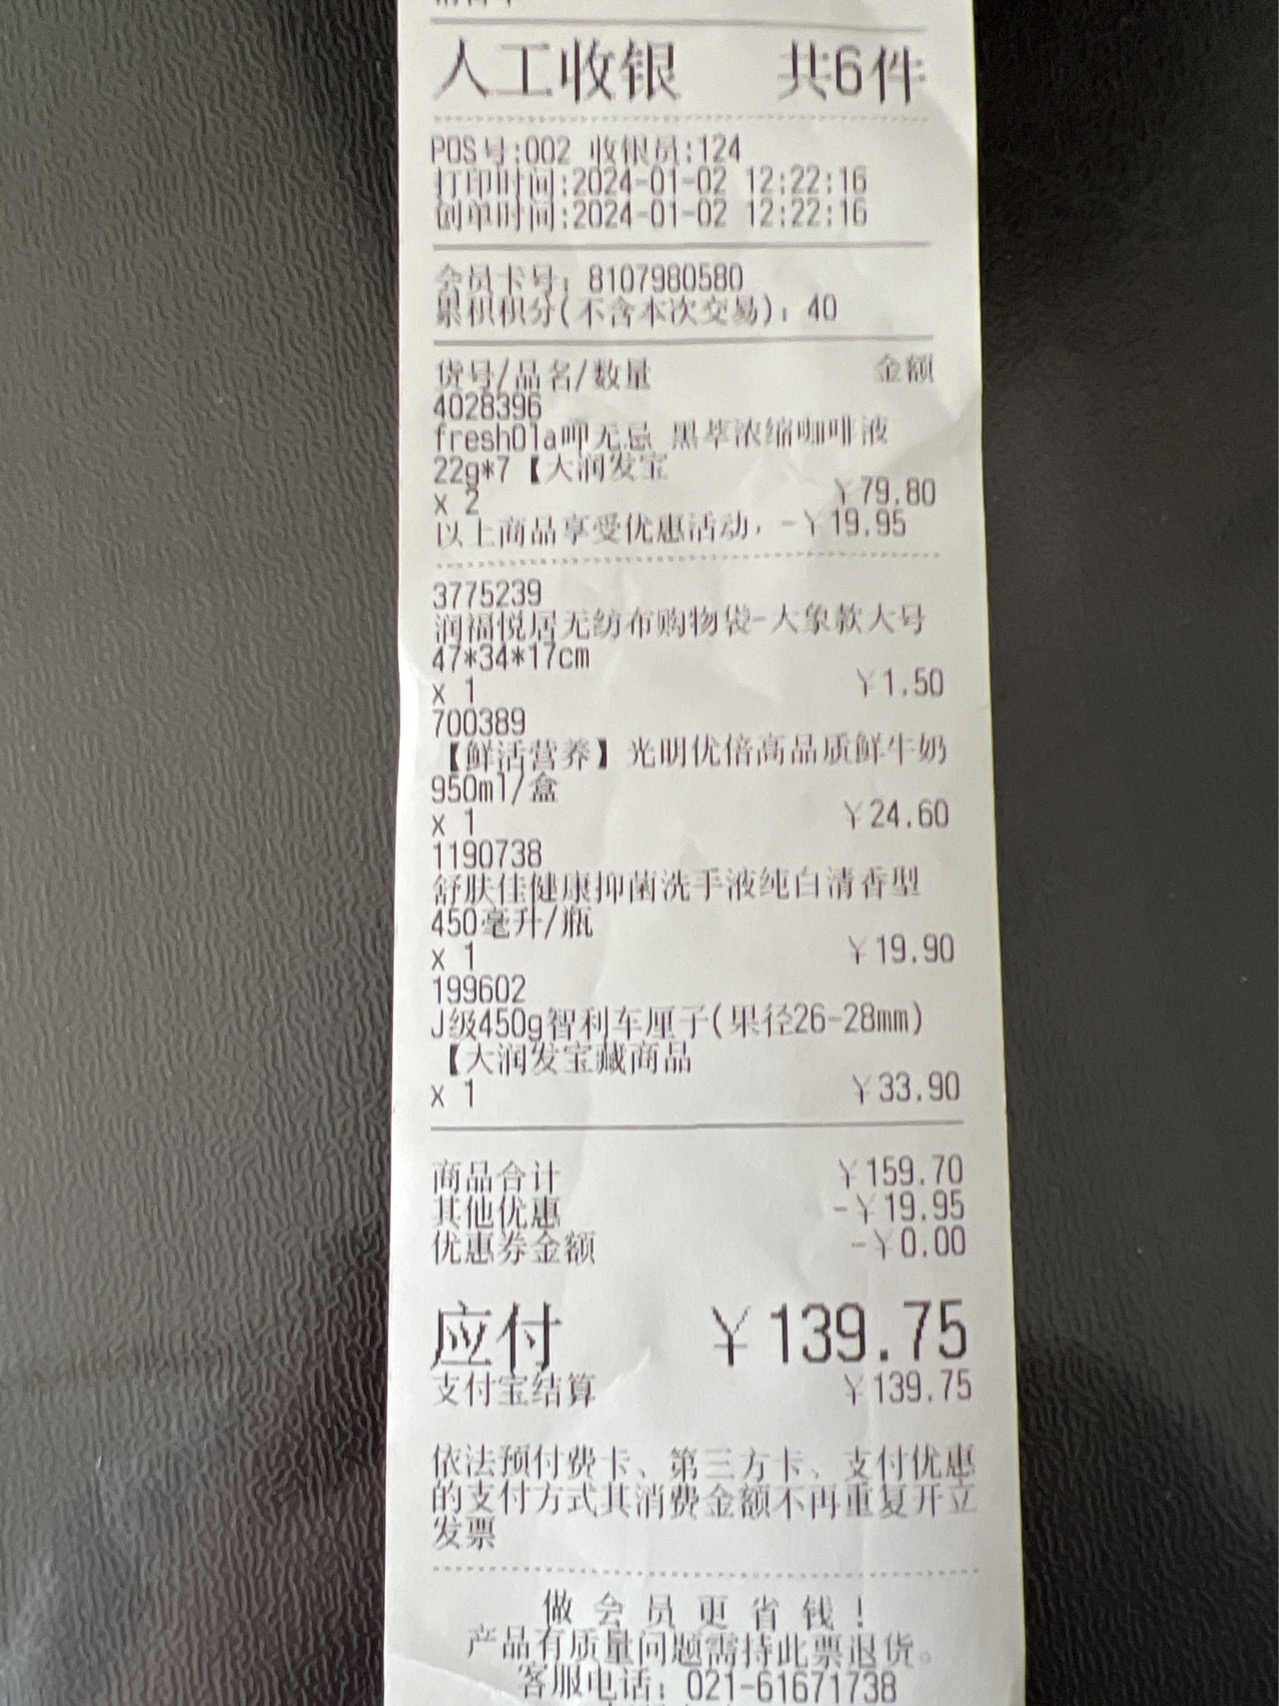 人工收银 共6件
POS号:002 收银员:124
打印时间:2024-01-02 12:22:16
创单时间:2024-01-02 12:22:16
会员卡号: 8107980580
累积积分(不含本次交易): 40
货号/品名/数量 金额
4028396
freshOla呷无忌 黑萃浓缩咖啡液
22g*7【大润发宝
x 2 ￥79.80
以上商品享受优惠活动, -￥19.95
3775239
润福悦居无纺布购物袋-大象款大号
47*34*17cm
x 1 ￥1.50
700389
【鲜活营养】光明优倍高品质鲜牛奶
950ml/盒
x 1 ￥24.60
1190738
舒肤佳健康抑菌洗手液纯白清香型
450毫升/瓶
x 1 ￥19.90
199602
J级450g智利车厘子(果径26-28mm)
【大润发宝藏商品
x 1 ￥33.90
商品合计 ￥159.70
其他优惠 -￥19.95
优惠券金额 -￥0.00
应付 ￥139.75
支付宝结算 ￥139.75
依法预付费卡、第三方卡、支付优惠
的支付方式其消费金额不再重复开立
发票
做会员更省钱!
产品有质量问题需持此票退货。
客服电话: 021-61671738